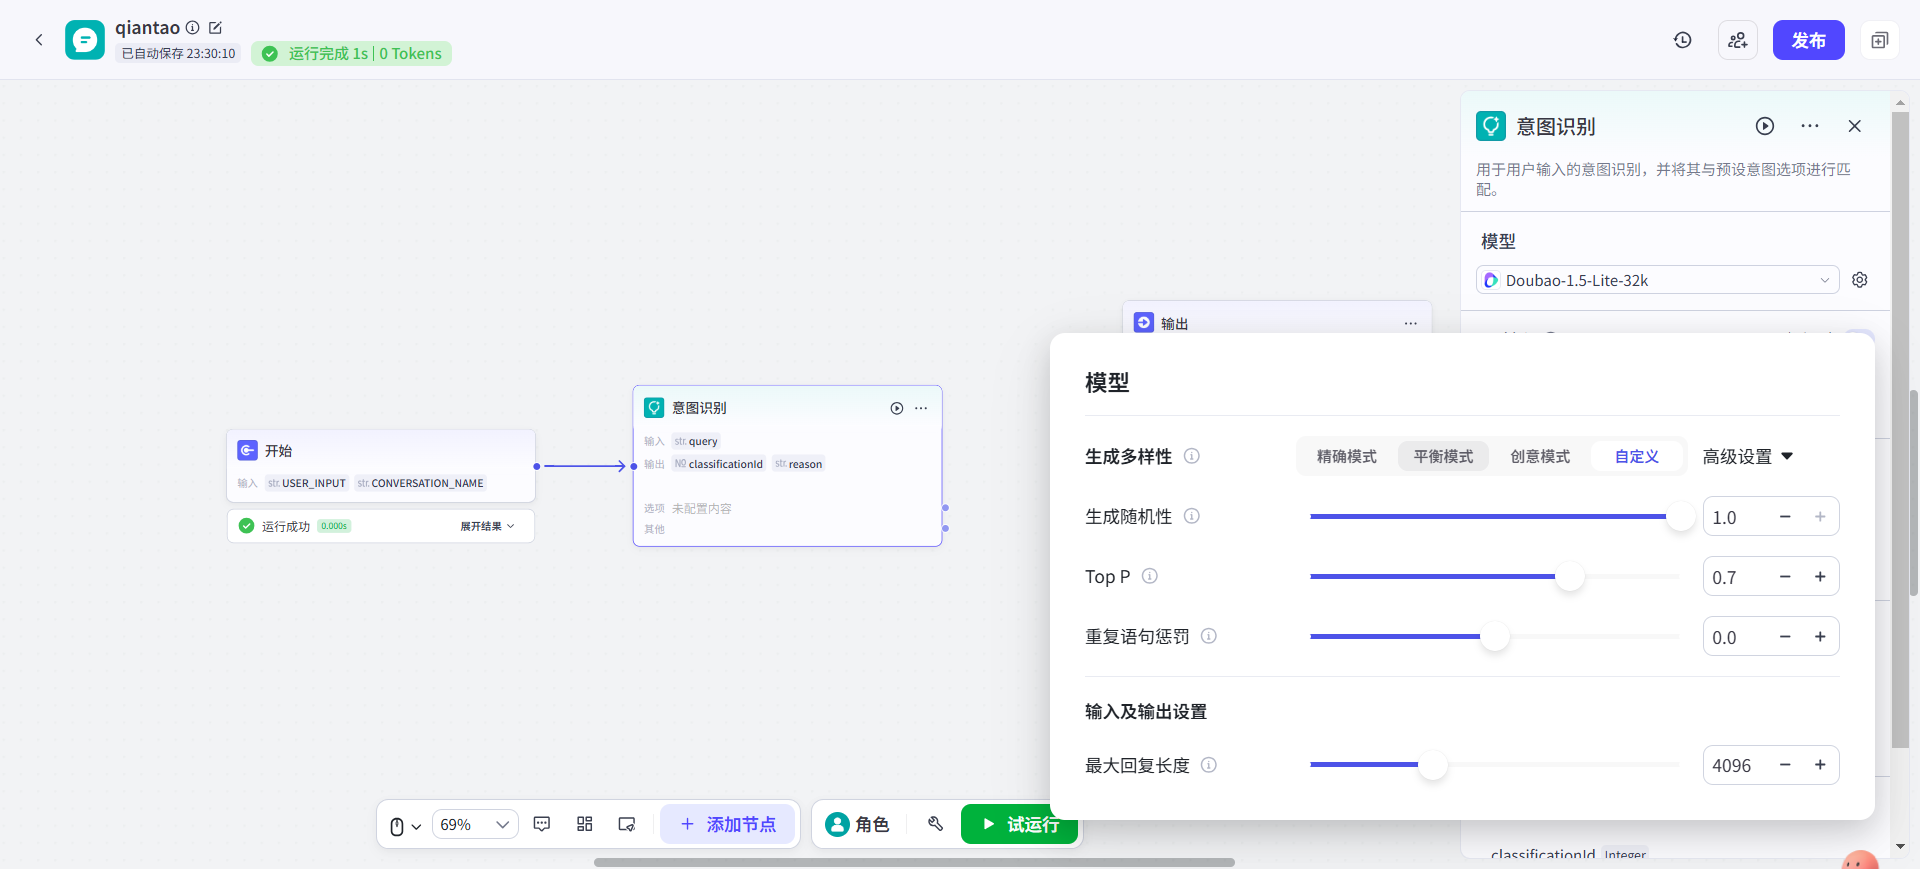 qiantao
已自动保存 23:30:10
运行完成 1s | 0 Tokens
发布
意图识别
用于用户输入的意图识别，并将其与预设意图选项进行匹
配。
模型
Doubao-1.5-Lite-32k
输出
意图识别
输入 str. query
输出 NO classificationId str. reason
选项 未配置内容
其他
开始
输入 str. USER_INPUT str. CONVERSATION_NAME
运行成功 0.000s 展开结果
模型
生成多样性 精确模式 平衡模式 创意模式 自定义 高级设置
生成随机性 1.0
Top P 0.7
重复语句惩罚 0.0
输入及输出设置
最大回复长度 4096
69%
添加节点
角色
试运行
classificationId Integer